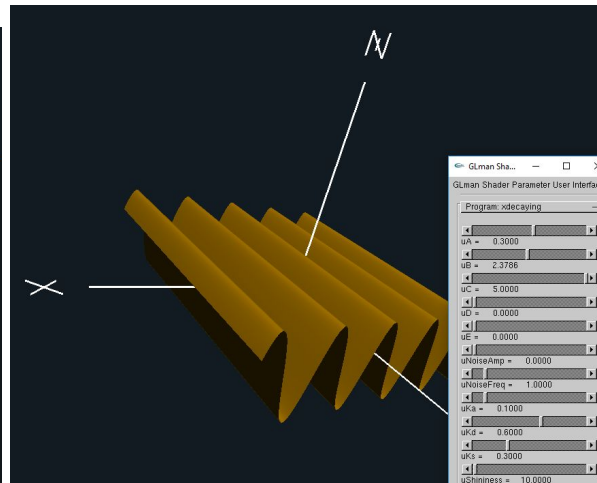 Z
X
GLman Sha...
GLman Shader Parameter User Interfa
Program: xdecaying
uA = 0.3000
uB = 2.3786
uC = 5.0000
uD = 0.0000
uE = 0.0000
uNoiseAmp = 0.0000
uNoiseFreq = 1.0000
uKa = 0.1000
uKd = 0.6000
uKs = 0.3000
uShininess = 10.0000